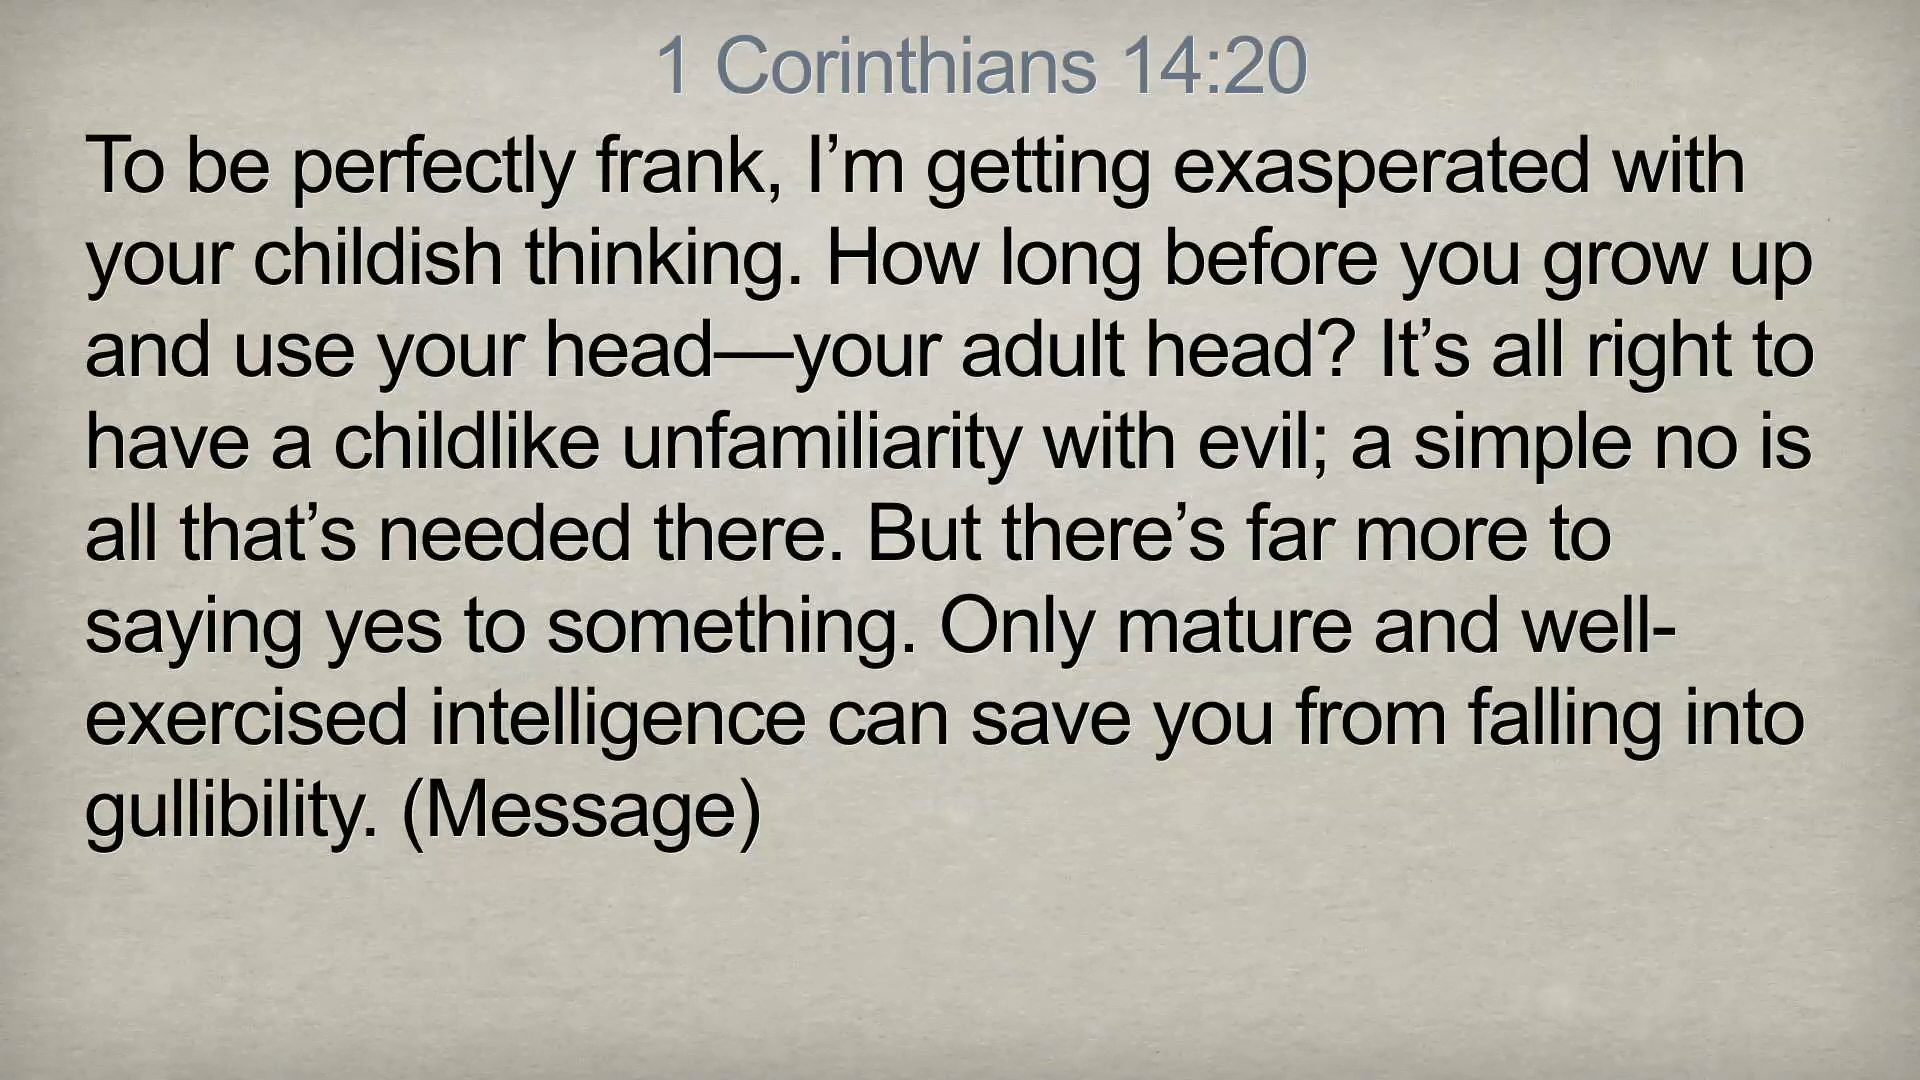 1 Corinthians 14:20
To be perfectly frank, I’m getting exasperated with
your childish thinking. How long before you grow up
and use your head—your adult head? It’s all right to
have a childlike unfamiliarity with evil; a simple no is
all that’s needed there. But there’s far more to
saying yes to something. Only mature and well-
exercised intelligence can save you from falling into
gullibility. (Message)